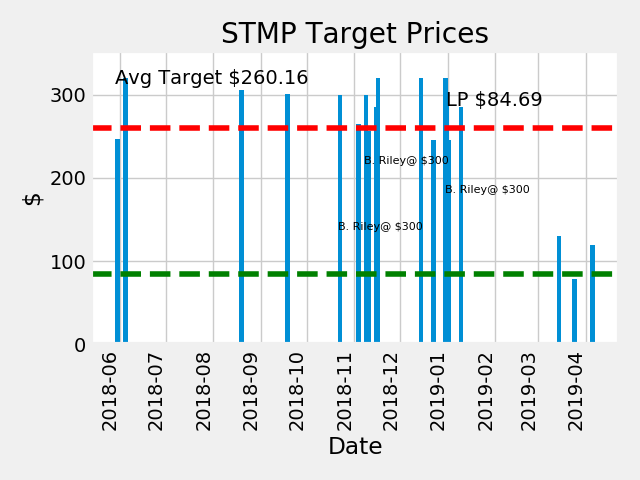 STMP Target Prices
Avg Target $260.16
LP $84.69
B. Riley@ $300
B. Riley@ $300
B. Riley@ $300
$
300
200
100
0
2018-06
2018-07
2018-08
2018-09
2018-10
2018-11
2018-12
2019-01
2019-02
2019-03
2019-04
Date